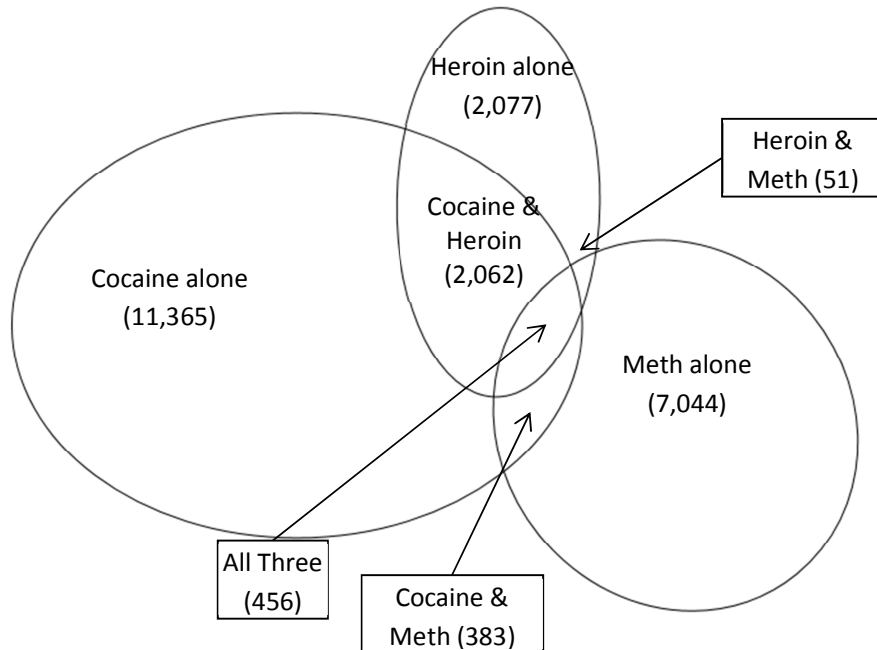 Heroin alone
(2,077)
Heroin &
Meth (51)
Cocaine &
Heroin
(2,062)
Cocaine alone
(11,365)
Meth alone
(7,044)
All Three
(456)
Cocaine &
Meth (383)